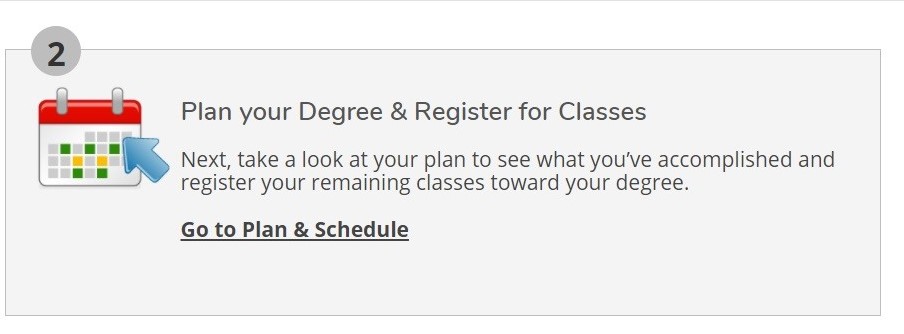 2
Plan your Degree & Register for Classes
Next, take a look at your plan to see what you’ve accomplished and
register your remaining classes toward your degree.
Go to Plan & Schedule